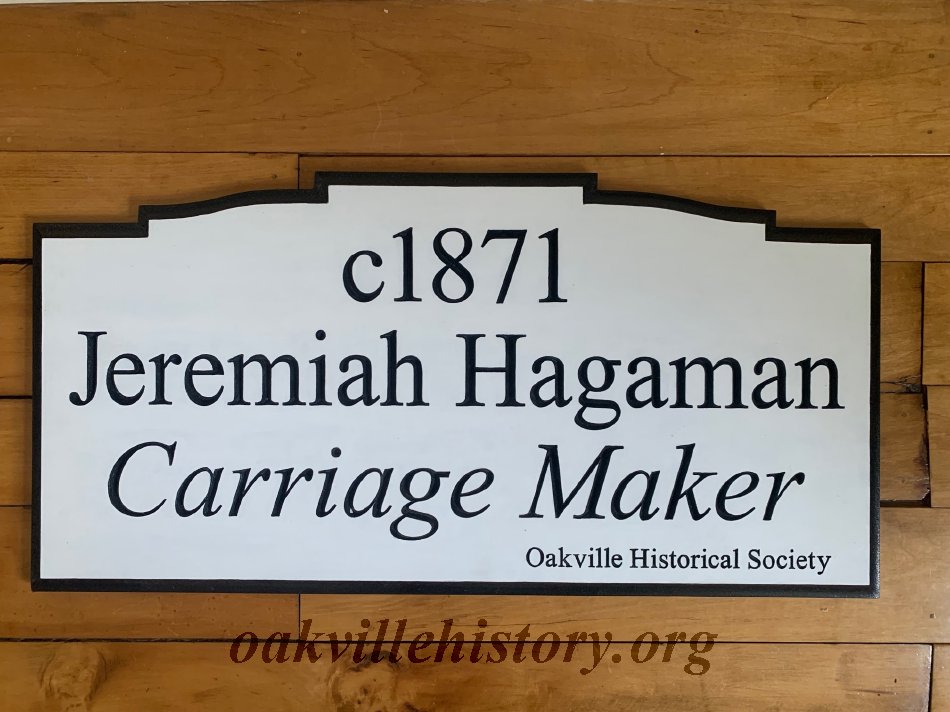 c1871
Jeremiah Hagaman
Carriage Maker
Oakville Historical Society
oakvillehistory.org